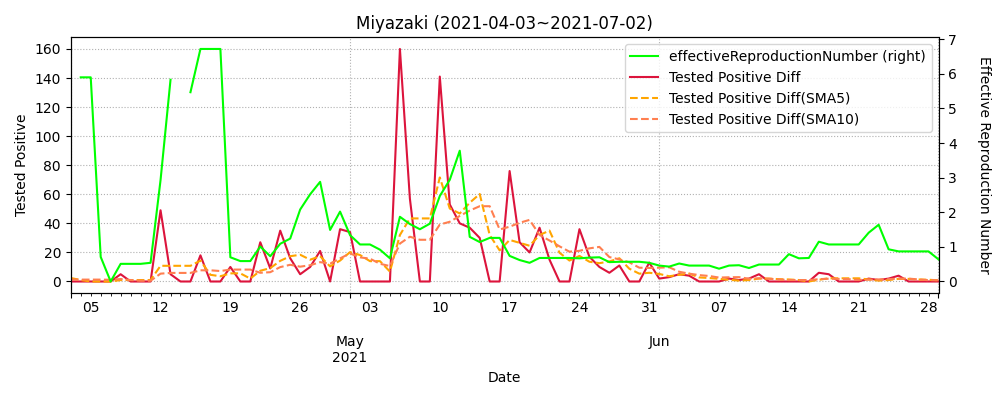 Miyazaki (2021-04-03~2021-07-02)
effectiveReproductionNumber (right)
Tested Positive Diff
Tested Positive Diff(SMA5)
Tested Positive Diff(SMA10)
Tested Positive
160
140
120
100
80
60
40
20
0
7
6
5
4
3
2
1
0
Effective Reproduction Number
05 12 19 26 03 10 17 24 31 07 14 21 28
May Jun
2021
Date